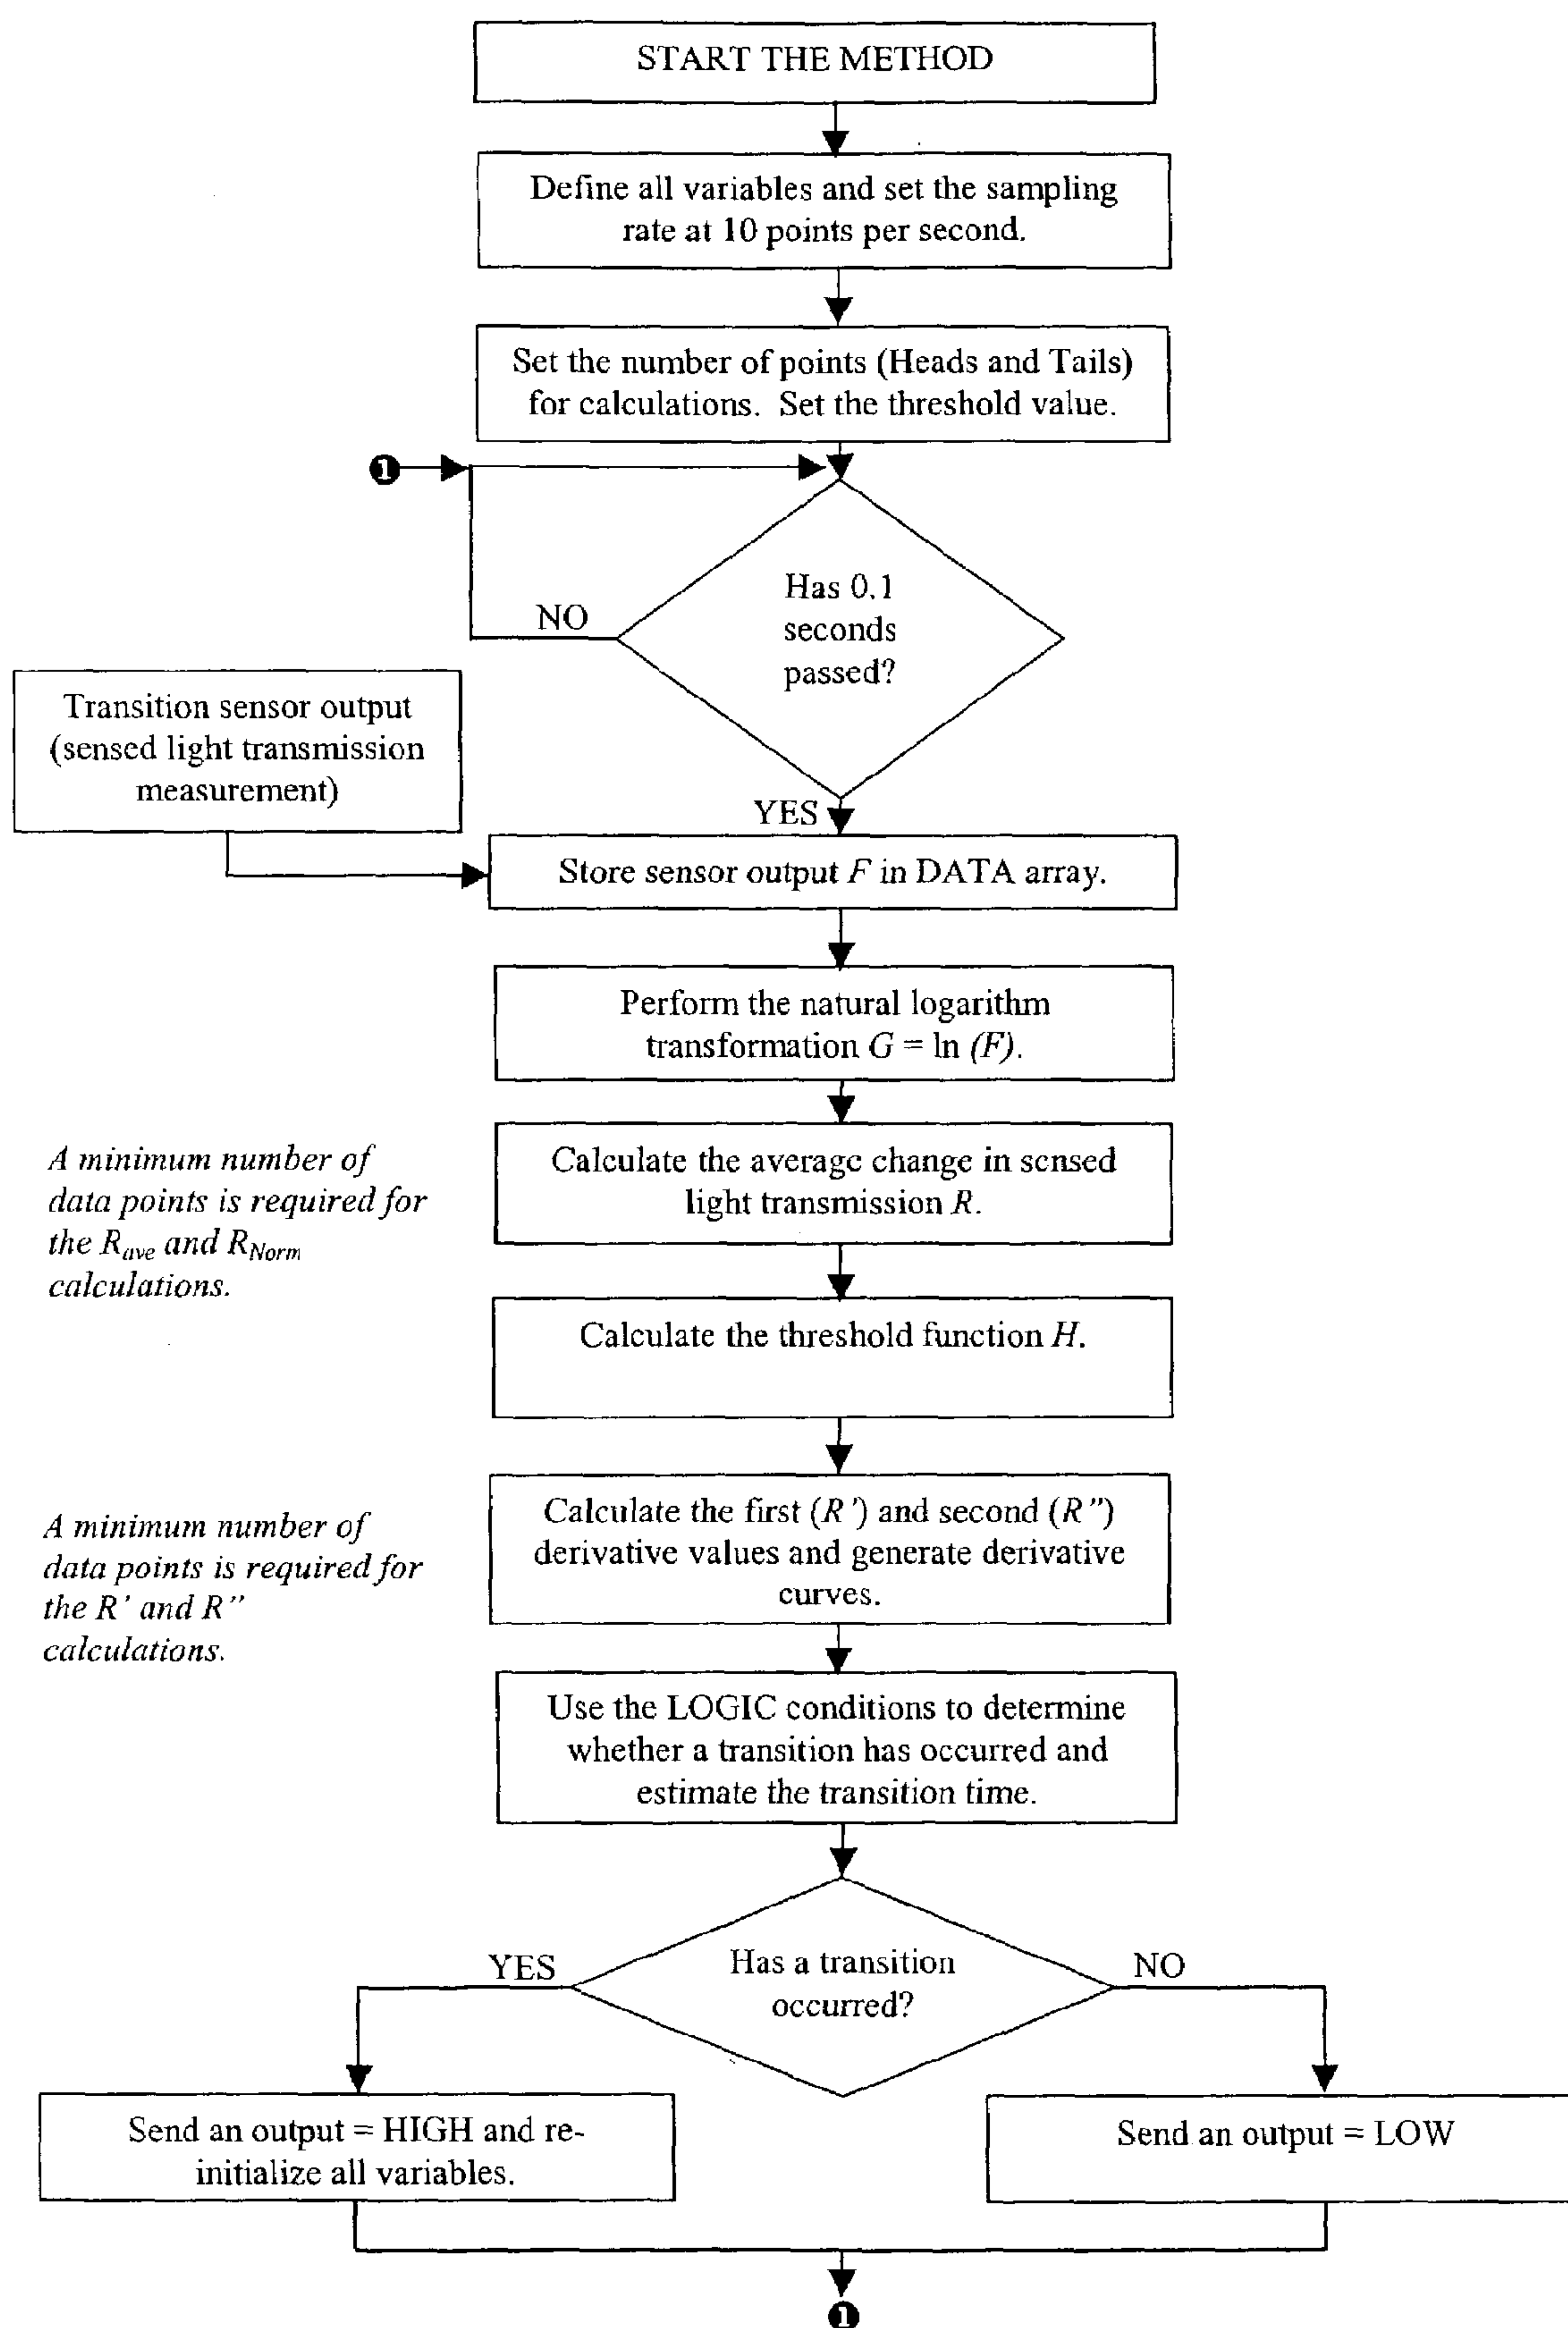 START THE METHOD
Define all variables and set the sampling
rate at 10 points per second.
Set the number of points (Heads and Tails)
for calculations. Set the threshold value.
❶
Has 0.1
seconds
passed?
NO
Transition sensor output
(sensed light transmission
measurement)
YES
Store sensor output F in DATA array.
Perform the natural logarithm
transformation G = ln (F).
A minimum number of
data points is required for
the R_ave and R_Norm
calculations.
Calculate the average change in sensed
light transmission R.
Calculate the threshold function H.
A minimum number of
data points is required for
the R' and R''
calculations.
Calculate the first (R') and second (R'')
derivative values and generate derivative
curves.
Use the LOGIC conditions to determine
whether a transition has occurred and
estimate the transition time.
YES
Has a transition
occurred?
NO
Send an output = HIGH and re-
initialize all variables.
Send an output = LOW
❶